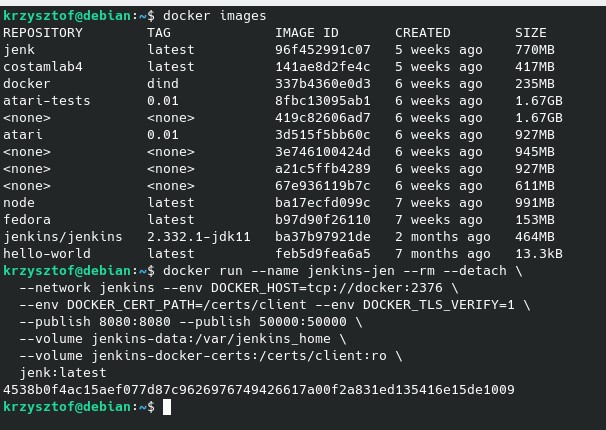 krzysztof@debian:~$ docker images
REPOSITORY TAG IMAGE ID CREATED SIZE
jenk latest 96f452991c07 5 weeks ago 770MB
costamlab4 latest 141ae8d2fe4c 5 weeks ago 417MB
docker dind 337b4360e0d3 6 weeks ago 235MB
atari-tests 0.01 8fbc13095ab1 6 weeks ago 1.67GB
<none> <none> 419c82606ad7 6 weeks ago 1.67GB
atari 0.01 3d515f5bb60c 6 weeks ago 927MB
<none> <none> 3e746100424d 6 weeks ago 945MB
<none> <none> a21c5ffb4289 6 weeks ago 927MB
<none> <none> 67e936119b7c 6 weeks ago 611MB
node latest ba17ecfd099c 7 weeks ago 991MB
fedora latest b97d90f26110 7 weeks ago 153MB
jenkins/jenkins 2.332.1-jdk11 ba37b97921de 2 months ago 464MB
hello-world latest feb5d9fea6a5 7 months ago 13.3kB
krzysztof@debian:~$ docker run --name jenkins-jen --rm --detach \
--network jenkins --env DOCKER_HOST=tcp://docker:2376 \
--env DOCKER_CERT_PATH=/certs/client --env DOCKER_TLS_VERIFY=1 \
--publish 8080:8080 --publish 50000:50000 \
--volume jenkins-data:/var/jenkins_home \
--volume jenkins-docker-certs:/certs/client:ro \
jenk:latest
4538b0f4ac15aef077d87c9626976749426617a00f2a831ed135416e15de1009
krzysztof@debian:~$